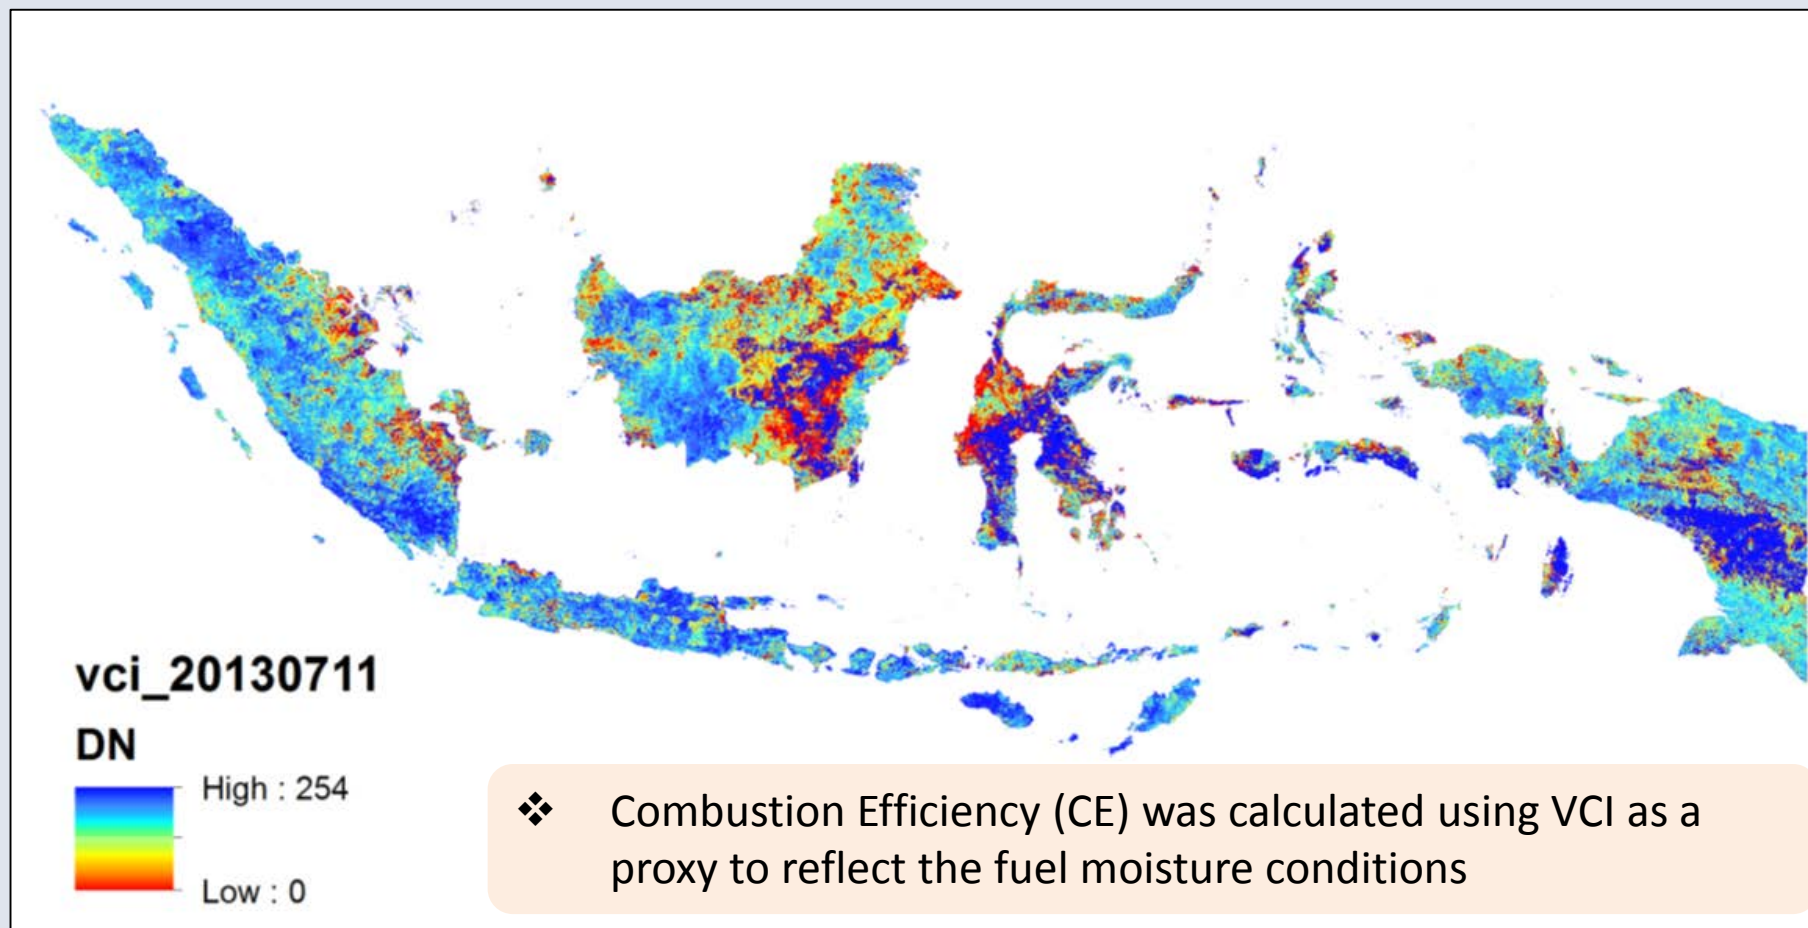 vci_20130711
DN
High : 254
Low : 0
❖ Combustion Efficiency (CE) was calculated using VCI as a
proxy to reflect the fuel moisture conditions